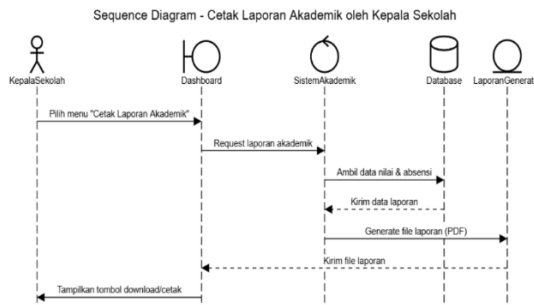 Sequence Diagram - Cetak Laporan Akademik oleh Kepala Sekolah
KepalaSekolah
Dashboard
SistemAkademik
Database
LaporanGenerat
Pilih menu "Cetak Laporan Akademik"
Request laporan akademik
Ambil data nilai & absensi
Kirim data laporan
Generate file laporan (PDF)
Kirim file laporan
Tampilkan tombol download/cetak